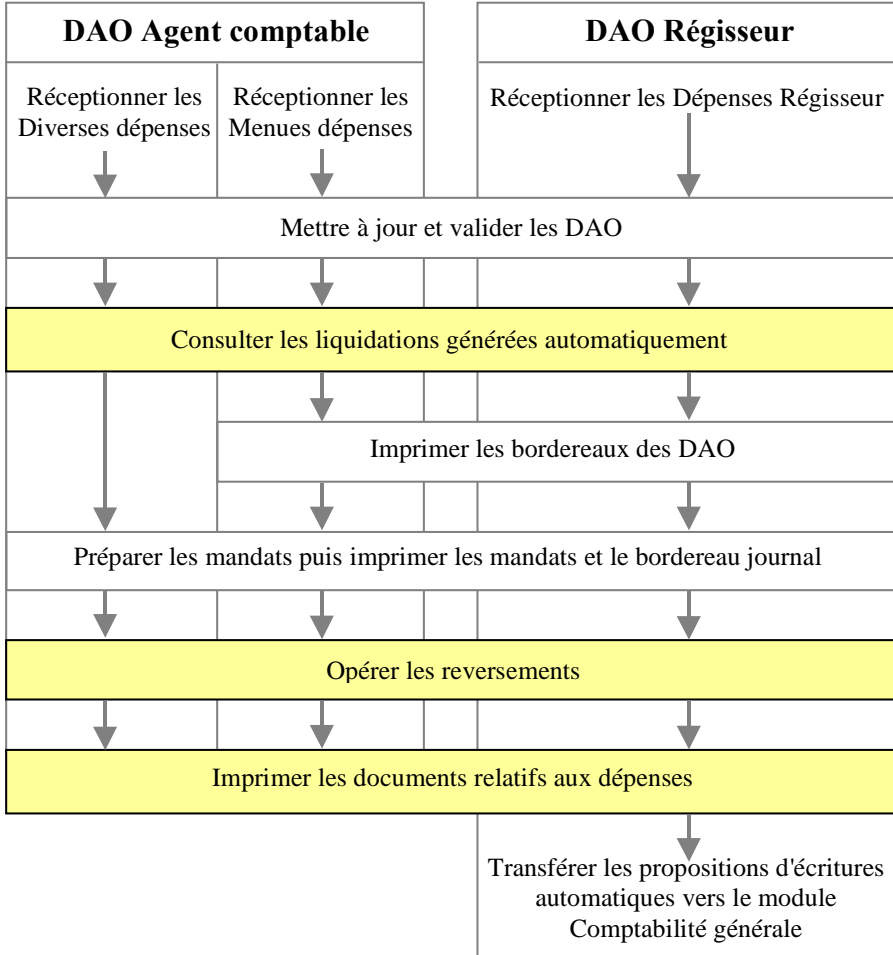 DAO Agent comptable
DAO Régisseur
Réceptionner les
Diverses dépenses
Réceptionner les
Menues dépenses
Réceptionner les Dépenses Régisseur
Mettre à jour et valider les DAO
Consulter les liquidations générées automatiquement
Imprimer les bordereaux des DAO
Préparer les mandats puis imprimer les mandats et le bordereau journal
Opérer les reversements
Imprimer les documents relatifs aux dépenses
Transférer les propositions d'écritures
automatiques vers le module
Comptabilité générale